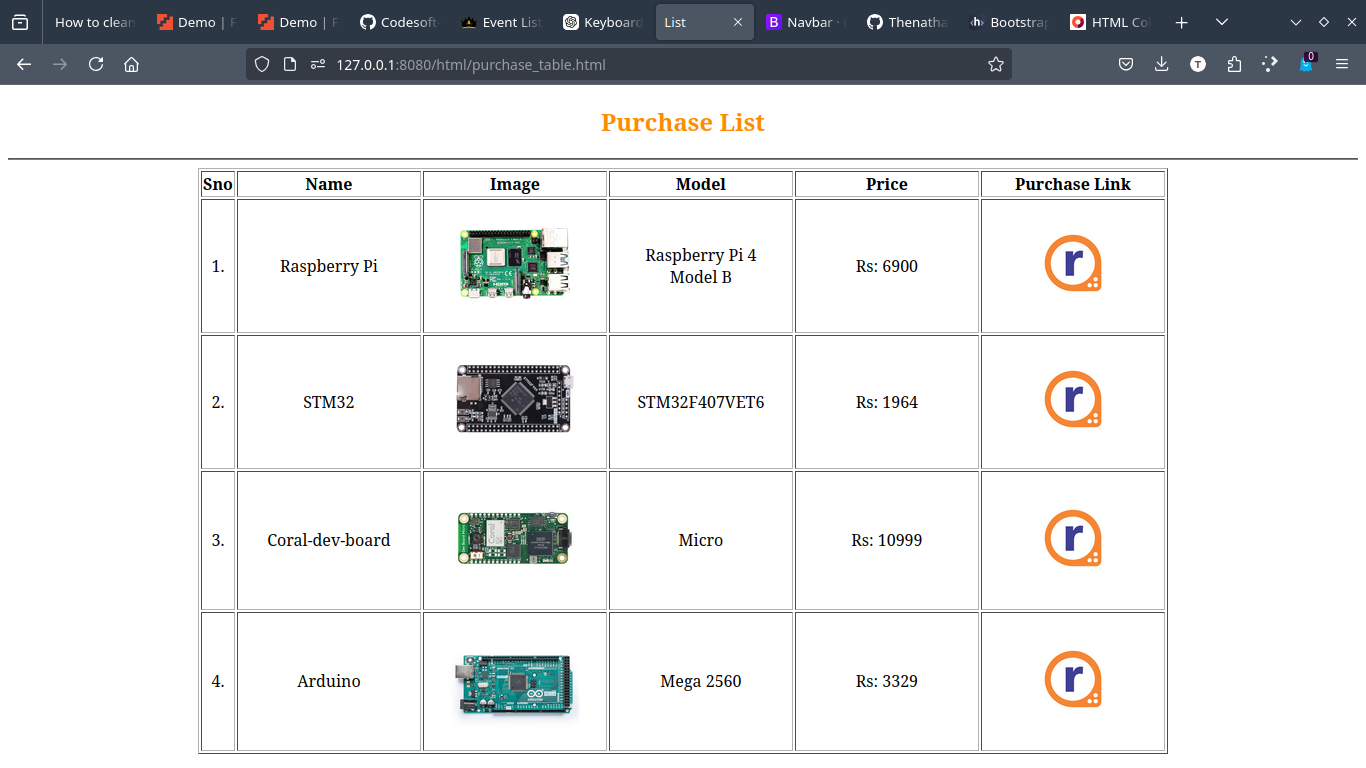 How to clean
Demo | F
Demo | F
Codesoft
Event List
Keyboard
List
B Navbar ·
Thenatha
h Bootstrap
HTML Co
127.0.0.1:8080/html/purchase_table.html
T
0
Purchase List
Sno Name Image Model Price Purchase Link
1. Raspberry Pi Raspberry Pi 4 Model B Rs: 6900 r
2. STM32 STM32F407VET6 Rs: 1964 r
3. Coral-dev-board Coral Micro Rs: 10999 r
4. Arduino Mega 2560 Rs: 3329 r